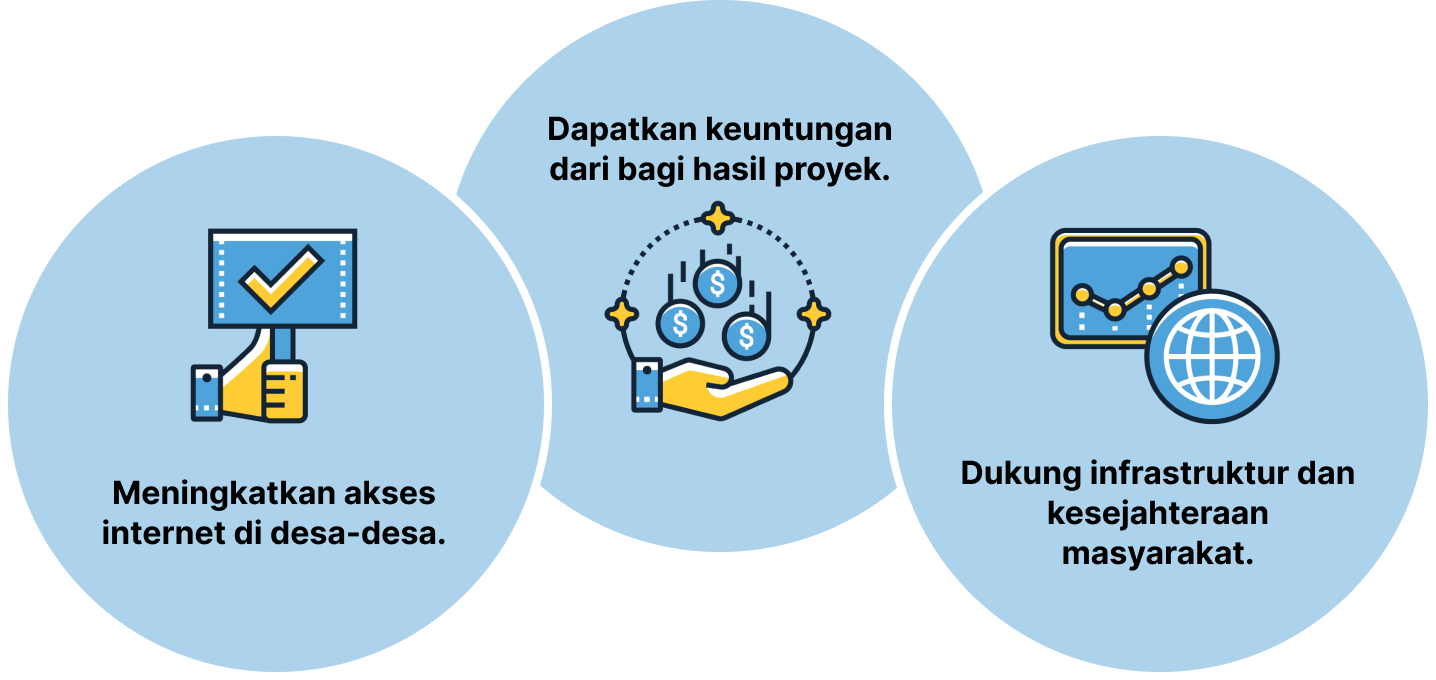 Meningkatkan akses
internet di desa-desa.
Dapatkan keuntungan
dari bagi hasil proyek.
$
$
$
Dukung infrastruktur dan
kesejahteraan
masyarakat.